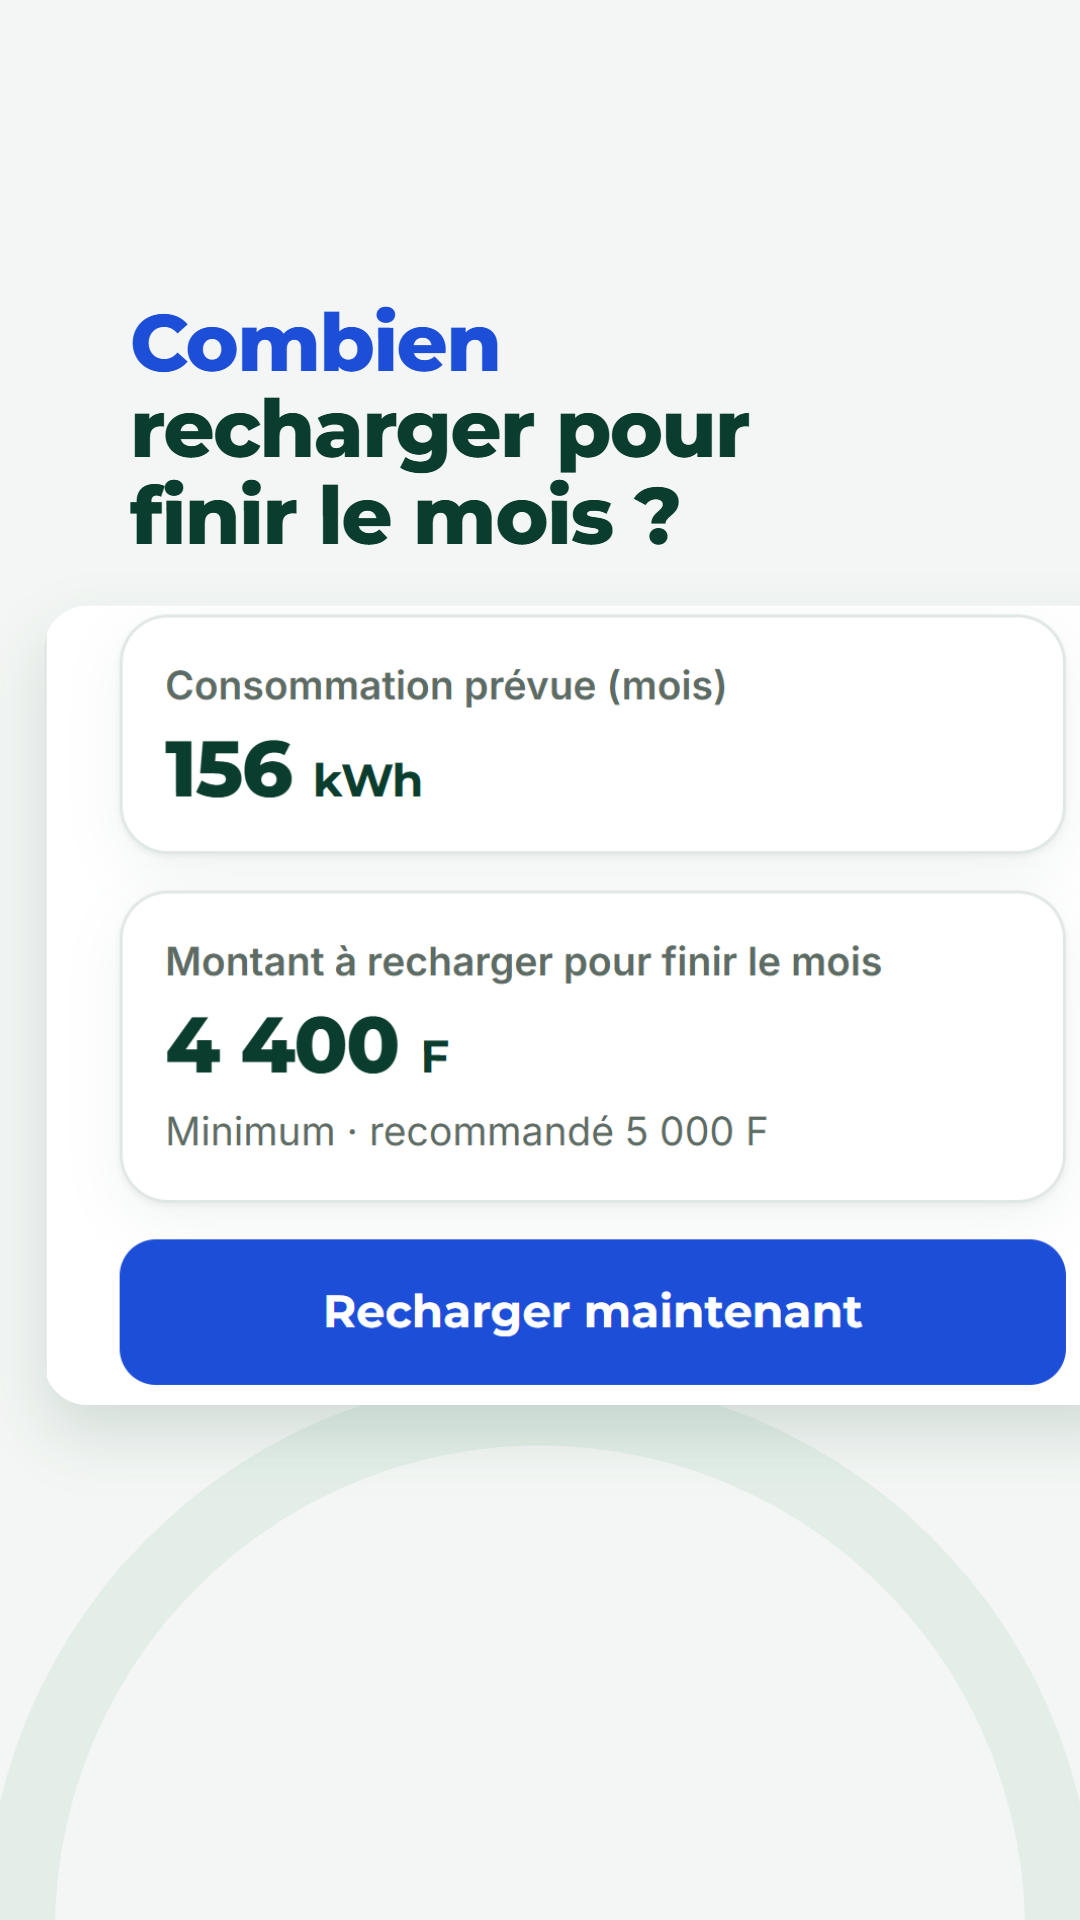 Combien
recharger pour
finir le mois ?
Consommation prévue (mois)
156 kWh
Montant à recharger pour finir le mois
4 400 F
Minimum · recommandé 5 000 F
Recharger maintenant